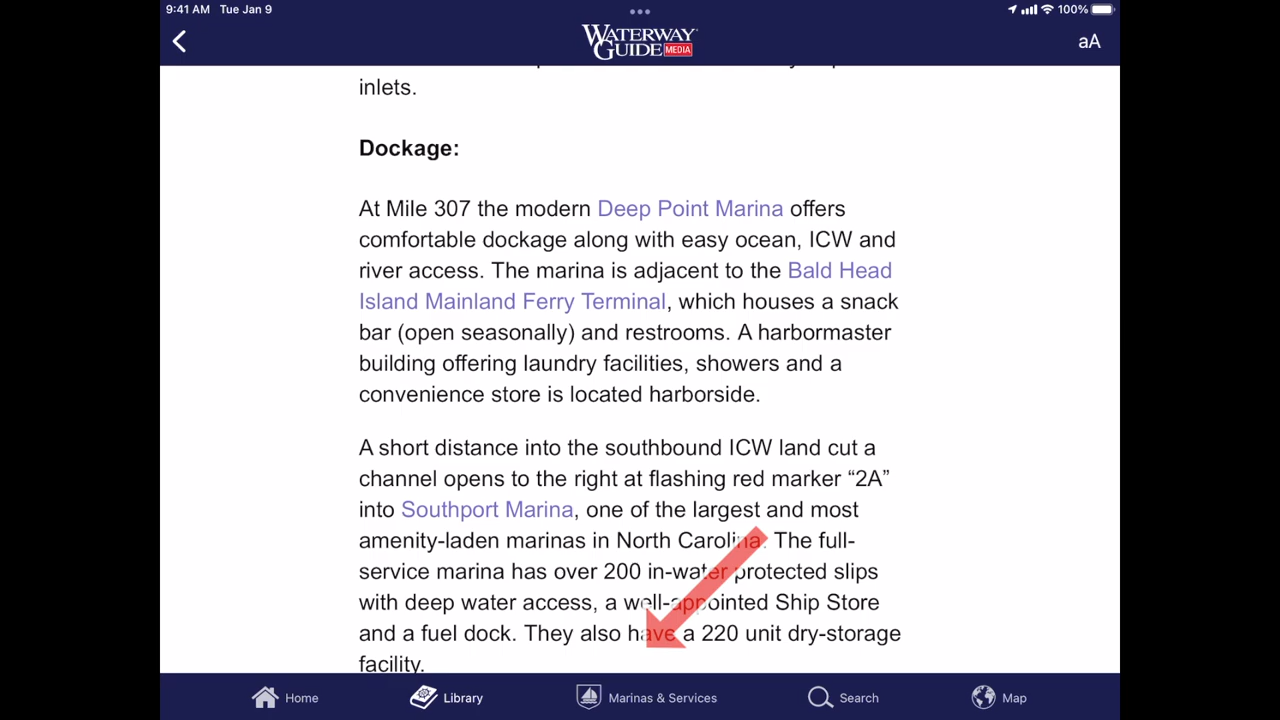 9:41 AM Tue Jan 9
100%
WATERWAY
GUIDE MEDIA
aA
inlets.
Dockage:
At Mile 307 the modern Deep Point Marina offers
comfortable dockage along with easy ocean, ICW and
river access. The marina is adjacent to the Bald Head
Island Mainland Ferry Terminal, which houses a snack
bar (open seasonally) and restrooms. A harbormaster
building offering laundry facilities, showers and a
convenience store is located harborside.
A short distance into the southbound ICW land cut a
channel opens to the right at flashing red marker “2A”
into Southport Marina, one of the largest and most
amenity-laden marinas in North Carolina. The full-
service marina has over 200 in-water protected slips
with deep water access, a well-appointed Ship Store
and a fuel dock. They also have a 220 unit dry-storage
facility.
Home Library Marinas & Services Search Map